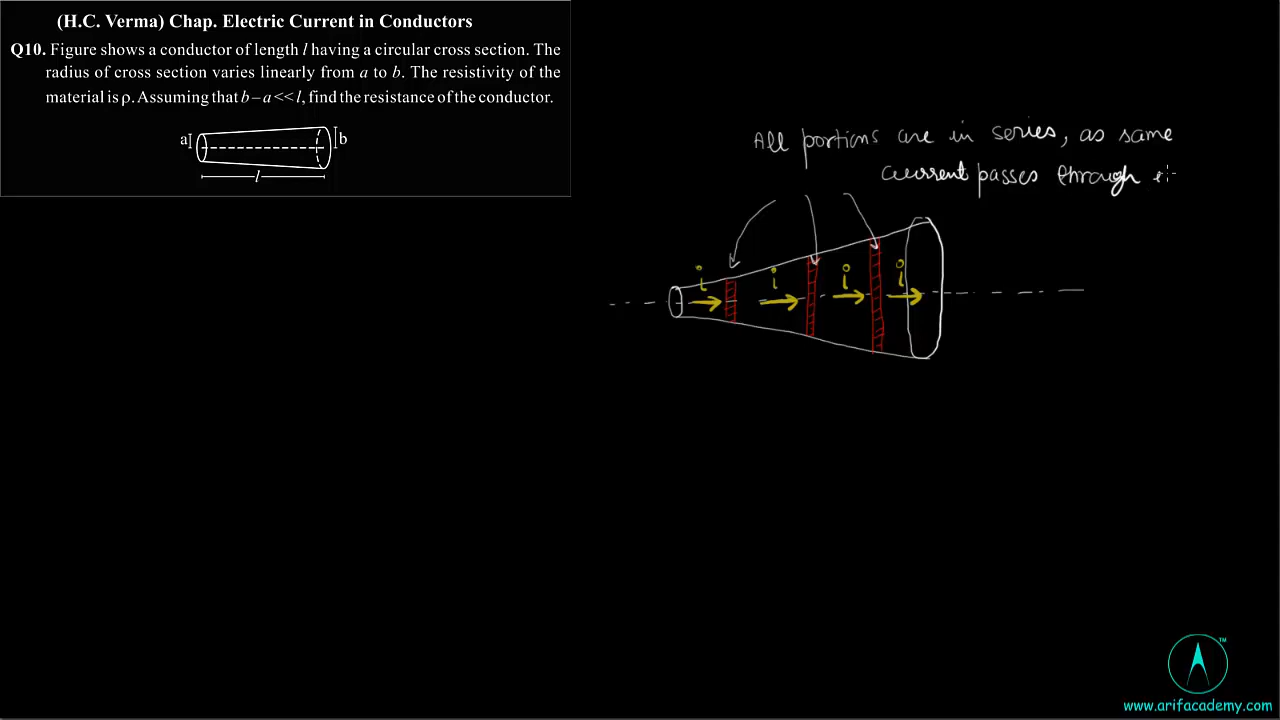 (H.C. Verma) Chap. Electric Current in Conductors
Q10. Figure shows a conductor of length l having a circular cross section. The
radius of cross section varies linearly from a to b. The resistivity of the
material is ρ. Assuming that b – a << l, find the resistance of the conductor.
a
b
l
All portions are in series, as same
current passes through
i i i i
TM
www.arifacademy.com